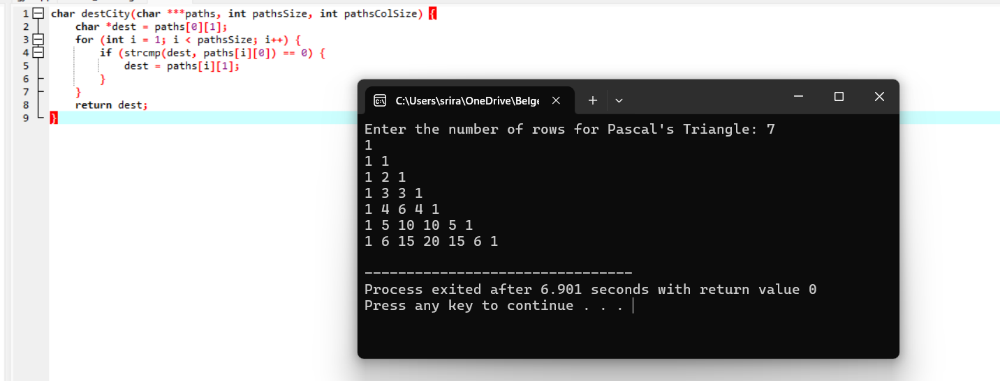 1 char destCity(char ***paths, int pathsSize, int pathsColSize) {
2 char *dest = paths[0][1];
3 for (int i = 1; i < pathsSize; i++) {
4 if (strcmp(dest, paths[i][0]) == 0) {
5 dest = paths[i][1];
6 }
7 }
8 return dest;
9 }
C:\Users\srira\OneDrive\Belge
Enter the number of rows for Pascal's Triangle: 7
1
1 1
1 2 1
1 3 3 1
1 4 6 4 1
1 5 10 10 5 1
1 6 15 20 15 6 1
--------------------------------
Process exited after 6.901 seconds with return value 0
Press any key to continue . . .